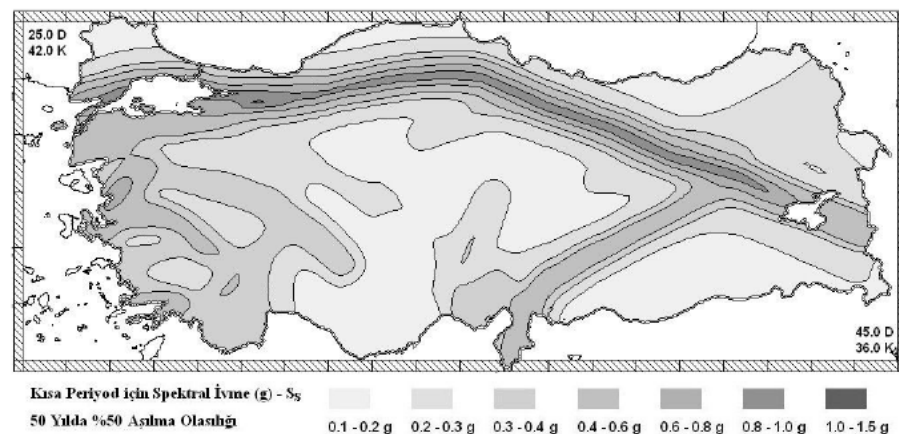 25.0 D
42.0 K
45.0 D
36.0 K
Kısa Periyod için Spektral İvme (g) - SS
50 Yılda %50 Aşılma Olasılığı
0.1 - 0.2 g 0.2 - 0.3 g 0.3 - 0.4 g 0.4 - 0.6 g 0.6 - 0.8 g 0.8 - 1.0 g 1.0 - 1.5 g